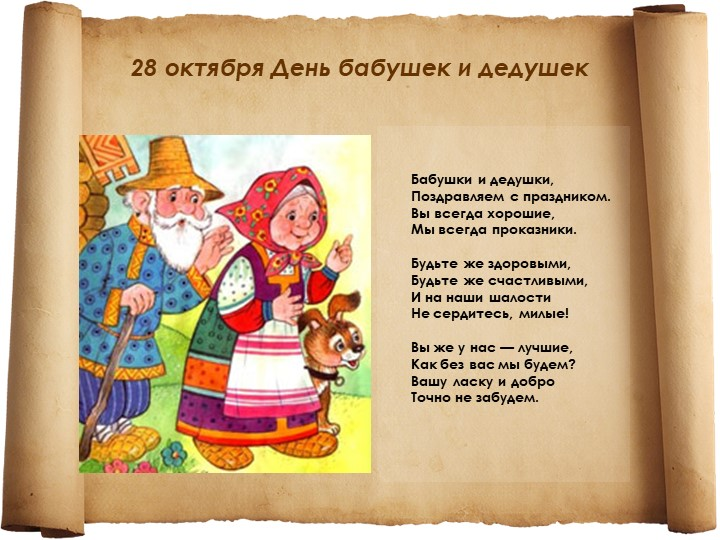 28 октября День бабушек и дедушек
Бабушки и дедушки,
Поздравляем с праздником.
Вы всегда хорошие,
Мы всегда проказники.
Будьте же здоровыми,
Будьте же счастливыми,
И на наши шалости
Не сердитесь, милые!
Вы же у нас — лучшие,
Как без вас мы будем?
Вашу ласку и добро
Точно не забудем.